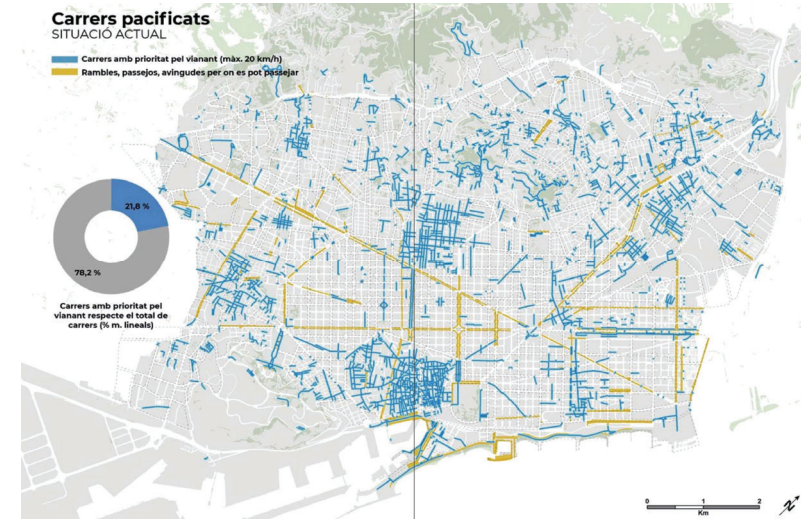 Carrers pacificats
SITUACIÓ ACTUAL
Carrers amb prioritat pel vianant (màx. 20 km/h)
Rambles, passejos, avingudes per on es pot passejar
21,8 %
78,2 %
Carrers amb prioritat pel
vianant respecte el total de
carrers (% m. lineals)
0 1 2
Km